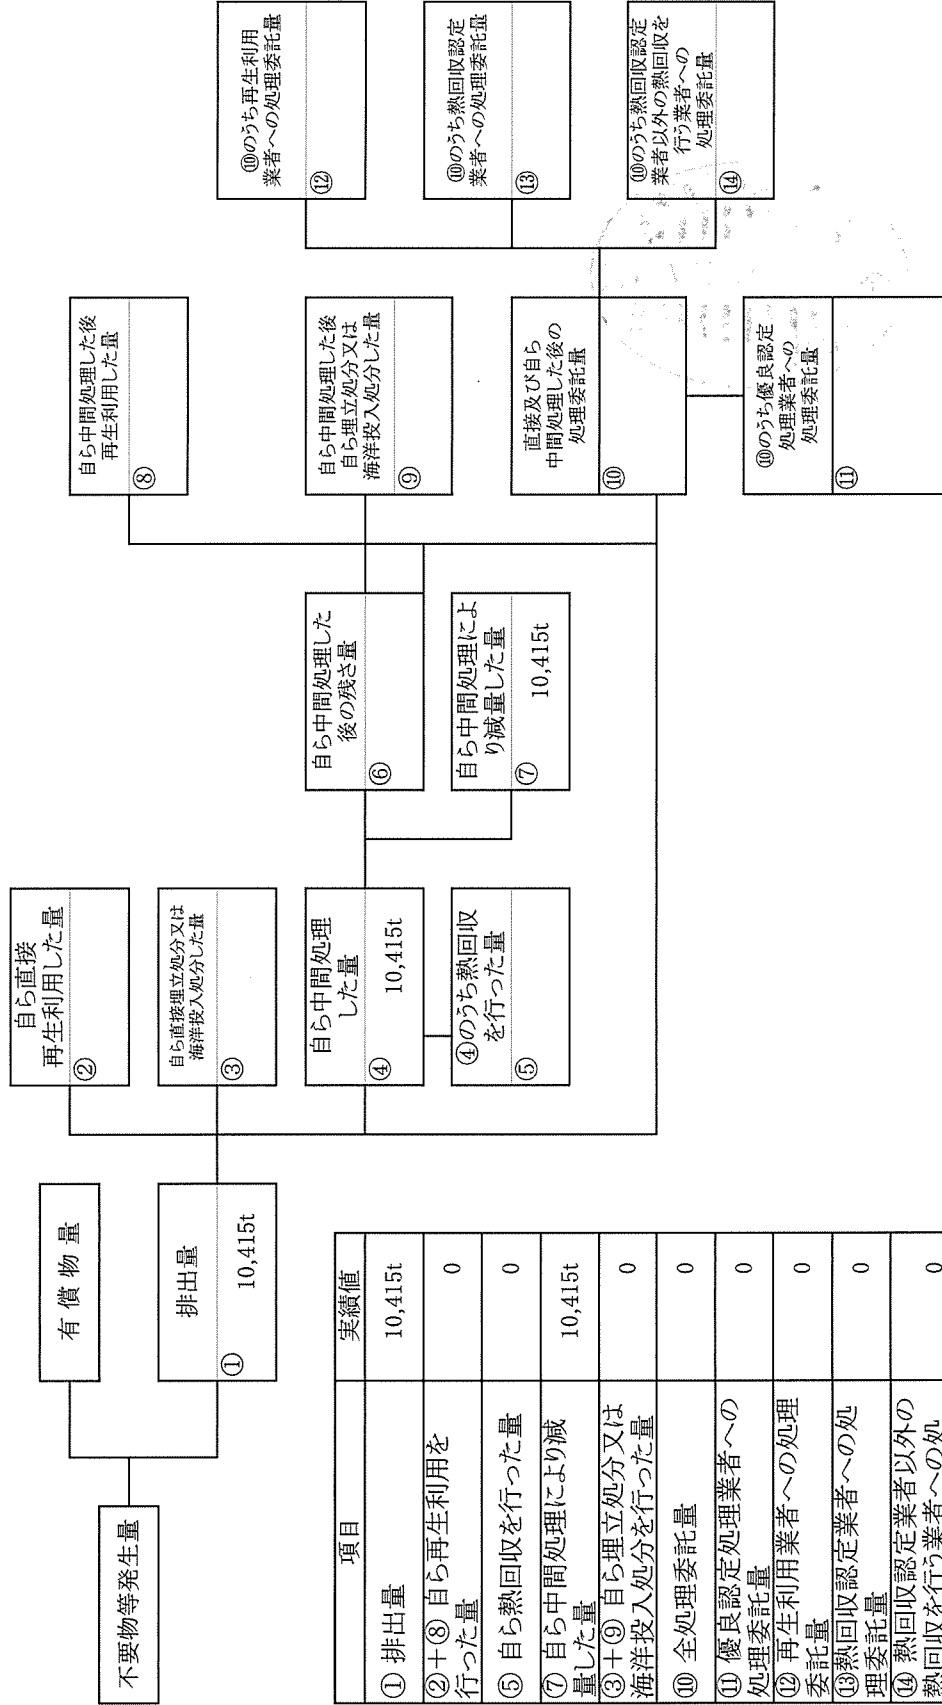 不要物等発生量
有 償 物 量
排出量
①
10,415t
自ら直接
再生利用した量
②
自ら直接埋立処分又は
海洋投入処分した量
③
自ら中間処理
した量
④
10,415t
④のうち熱回収
を行った量
⑤
自ら中間処理した
後の残さ量
⑥
自ら中間処理によ
り減量した量
⑦
10,415t
自ら中間処理した後
再生利用した量
⑧
自ら中間処理した後
自ら埋立処分又は
海洋投入処分した量
⑨
直接及び自ら
中間処理した後の
処理委託量
⑩
⑩のうち優良認定
処理業者への
処理委託量
⑪
⑩のうち再生利用
業者への処理委託量
⑫
⑩のうち熱回収認定
業者への処理委託量
⑬
⑩のうち熱回収認定
業者以外の熱回収を
行う業者への
処理委託量
⑭
項目 実績値
① 排出量 10,415t
②+⑧ 自ら再生利用を
行った量 0
⑤ 自ら熱回収を行った量 0
⑦ 自ら中間処理により減
量した量 10,415t
③+⑨ 自ら埋立処分又は
海洋投入処分を行った量 0
⑩ 全処理委託量 0
⑪ 優良認定処理業者への
処理委託量 0
⑫ 再生利用業者への処理
委託量 0
⑬熱回収認定業者への処
理委託量 0
⑭ 熱回収認定業者以外の
熱回収を行う業者への処 0